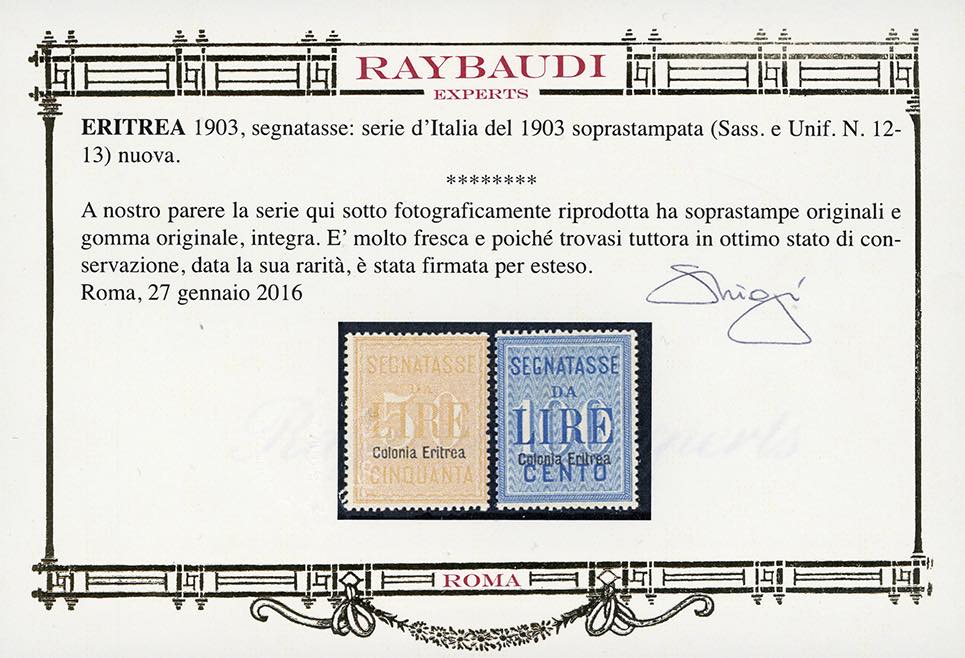 RAYBAUDI
EXPERTS
ERITREA 1903, segnatasse: serie d'Italia del 1903 soprastampata (Sass. e Unif. N. 12-
13) nuova.
********
A nostro parere la serie qui sotto fotograficamente riprodotta ha soprastampe originali e
gomma originale, integra. E' molto fresca e poiché trovasi tuttora in ottimo stato di con-
servazione, data la sua rarità, è stata firmata per esteso.
Roma, 27 gennaio 2016
SEGNATASSE
DA
50
LIRE
Colonia Eritrea
CINQUANTA
SEGNATASSE
DA
100
LIRE
Colonia Eritrea
CENTO
ROMA